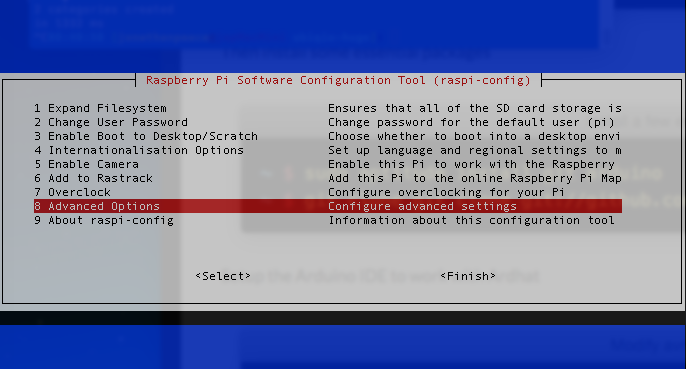 Raspberry Pi Software Configuration Tool (raspi-config)
1 Expand Filesystem Ensures that all of the SD card storage is
2 Change User Password Change password for the default user (pi)
3 Enable Boot to Desktop/Scratch Choose whether to boot into a desktop envi
4 Internationalisation Options Set up language and regional settings to m
5 Enable Camera Enable this Pi to work with the Raspberry
6 Add to Rastrack Add this Pi to the online Raspberry Pi Map
7 Overclock Configure overclocking for your Pi
8 Advanced Options Configure advanced settings
9 About raspi-config Information about this configuration tool
<Select> <Finish>
the Arduino IDE to work